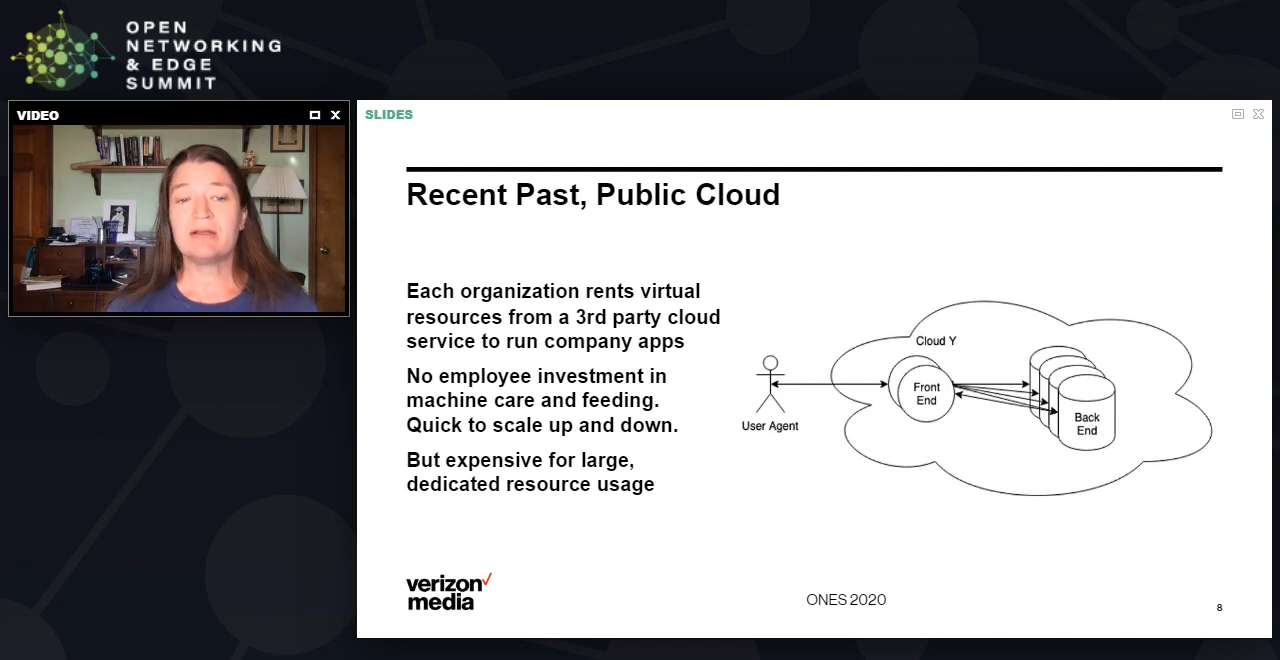 OPEN
NETWORKING
& EDGE
SUMMIT
VIDEO
SLIDES
Recent Past, Public Cloud
Each organization rents virtual
resources from a 3rd party cloud
service to run company apps
No employee investment in
machine care and feeding.
Quick to scale up and down.
But expensive for large,
dedicated resource usage
Cloud Y
Front
End
Back
End
User Agent
verizon✓
media
ONES 2020
8